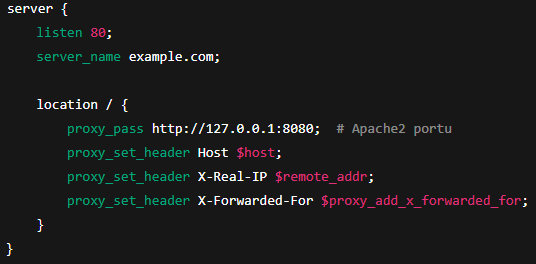 server {
    listen 80;
    server_name example.com;

    location / {
        proxy_pass http://127.0.0.1:8080;  # Apache2 portu
        proxy_set_header Host $host;
        proxy_set_header X-Real-IP $remote_addr;
        proxy_set_header X-Forwarded-For $proxy_add_x_forwarded_for;
    }
}